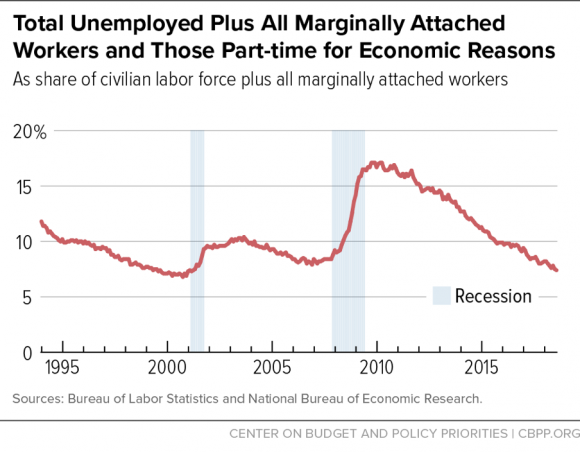 Total Unemployed Plus All Marginally Attached
Workers and Those Part-time for Economic Reasons
As share of civilian labor force plus all marginally attached workers
20%
15
10
5
Recession
0
1995 2000 2005 2010 2015
Sources: Bureau of Labor Statistics and National Bureau of Economic Research.
CENTER ON BUDGET AND POLICY PRIORITIES | CBPP.ORG